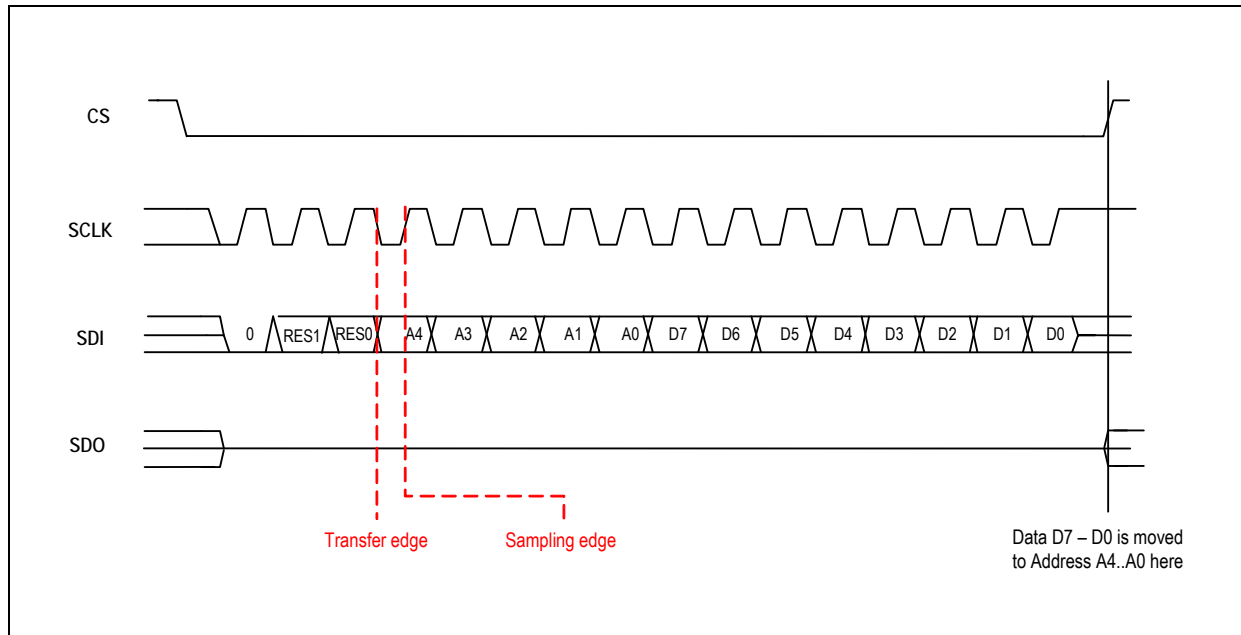 CS
SCLK
SDI 0 RES1 RES0 A4 A3 A2 A1 A0 D7 D6 D5 D4 D3 D2 D1 D0
SDO
Transfer edge Sampling edge
Data D7 – D0 is moved
to Address A4..A0 here